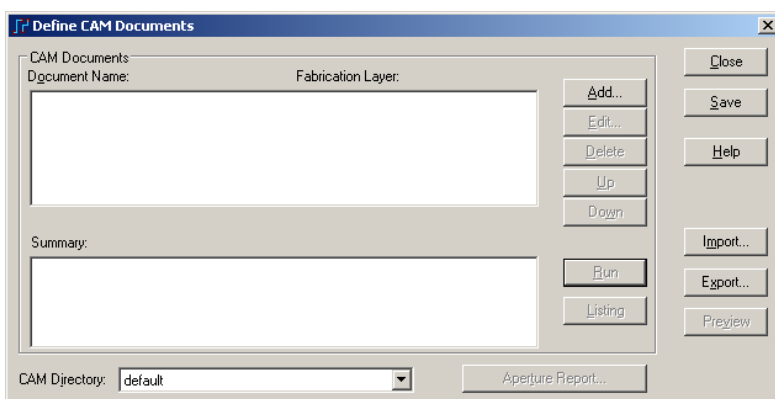 Define CAM Documents
CAM Documents
Document Name: Fabrication Layer:
Add...
Edit...
Delete
Up
Down
Summary:
Run
Listing
Close
Save
Help
Import...
Export...
Preview
CAM Directory: default
Aperture Report...